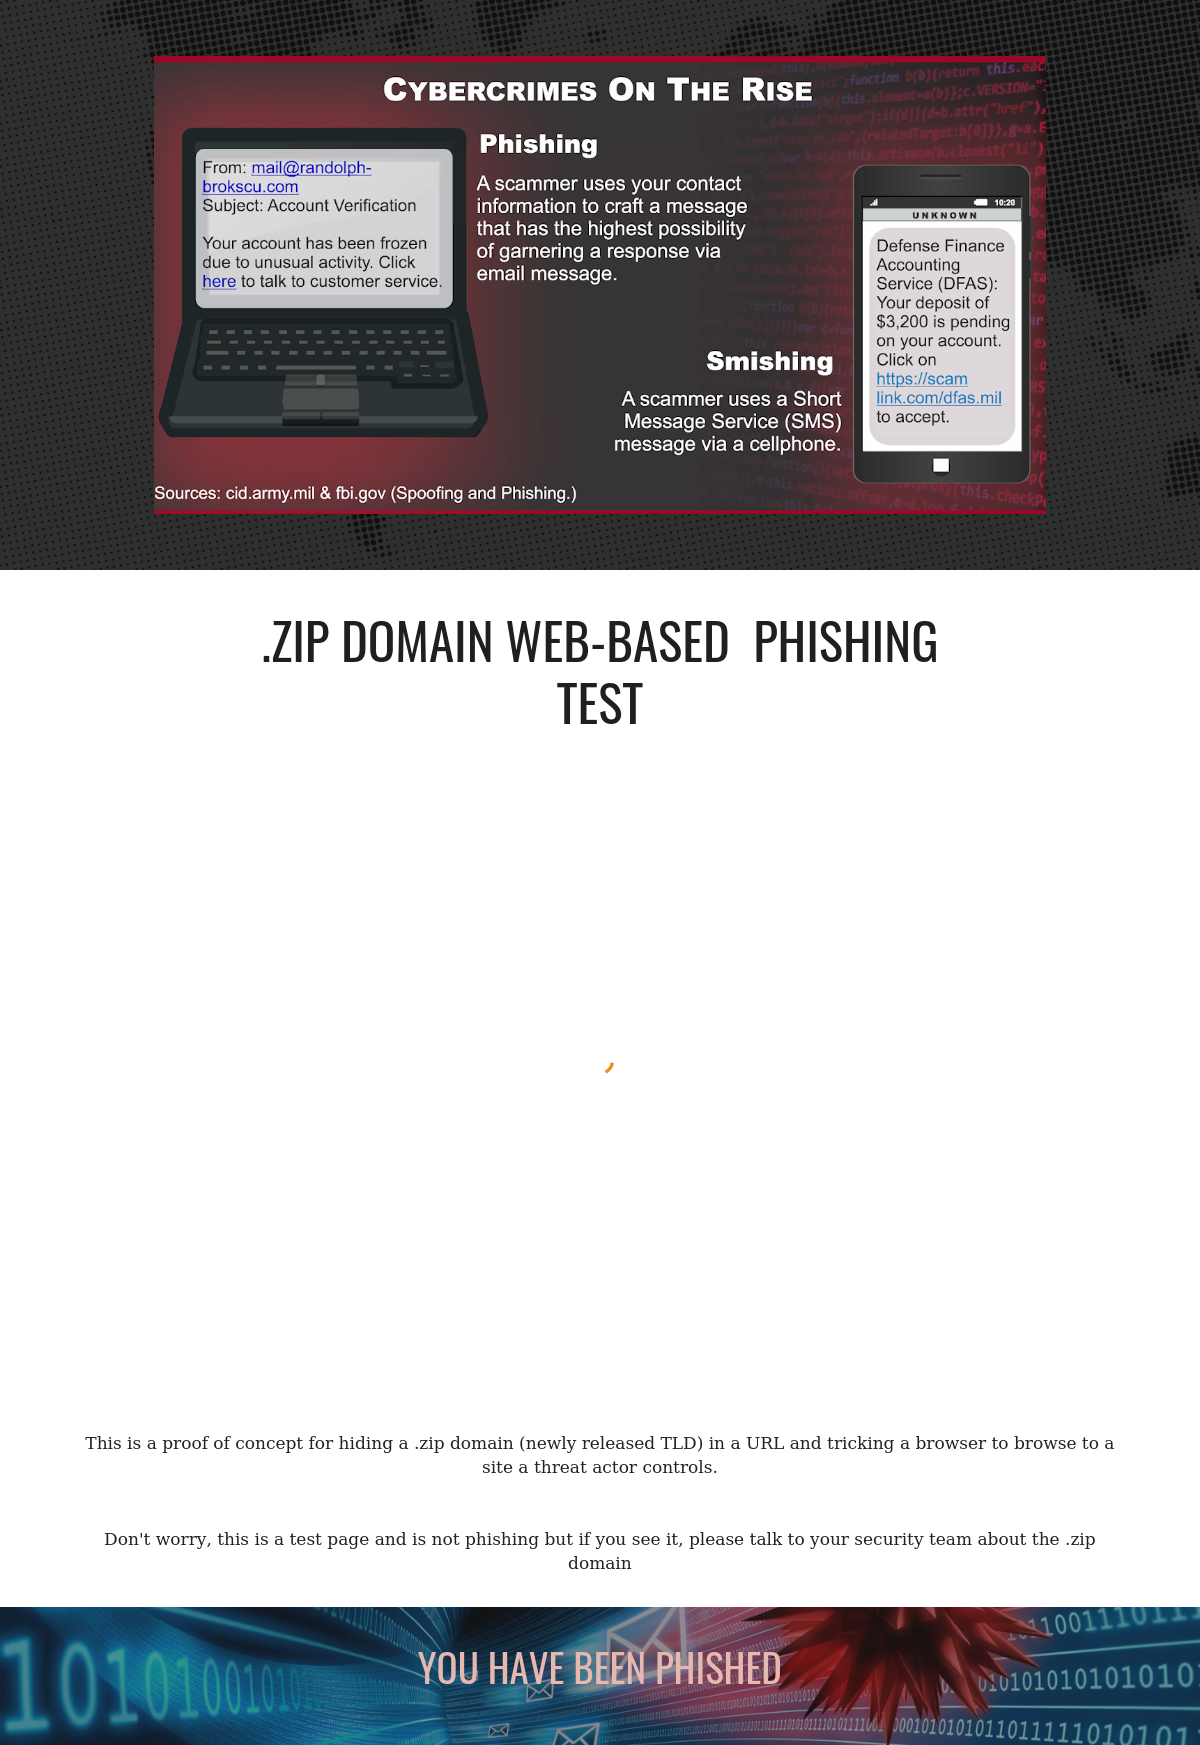 CYBERCRIMES ON THE RISE
From: mail@randolph-
brokscu.com
Subject: Account Verification
Your account has been frozen
due to unusual activity. Click
here to talk to customer service.
Phishing
A scammer uses your contact
information to craft a message
that has the highest possibility
of garnering a response via
email message.
10:20
UNKNOWN
Defense Finance
Accounting
Service (DFAS):
Your deposit of
$3,200 is pending
on your account.
Click on
https://scam
link.com/dfas.mil
to accept.
Smishing
A scammer uses a Short
Message Service (SMS)
message via a cellphone.
Sources: cid.army.mil & fbi.gov (Spoofing and Phishing.)
.ZIP DOMAIN WEB-BASED  PHISHING
TEST
This is a proof of concept for hiding a .zip domain (newly released TLD) in a URL and tricking a browser to browse to a
site a threat actor controls.
Don't worry, this is a test page and is not phishing but if you see it, please talk to your security team about the .zip
domain
YOU HAVE BEEN PHISHED